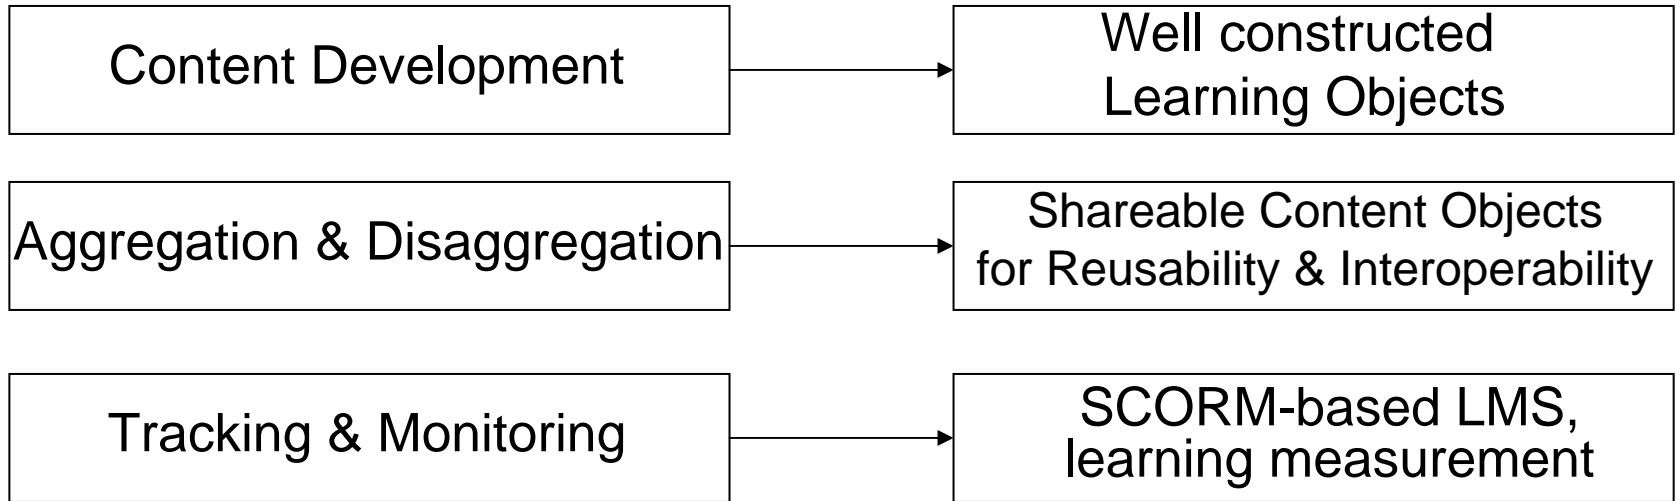 Content Development
Well constructed
Learning Objects
Aggregation & Disaggregation
Shareable Content Objects
for Reusability & Interoperability
Tracking & Monitoring
SCORM-based LMS,
learning measurement